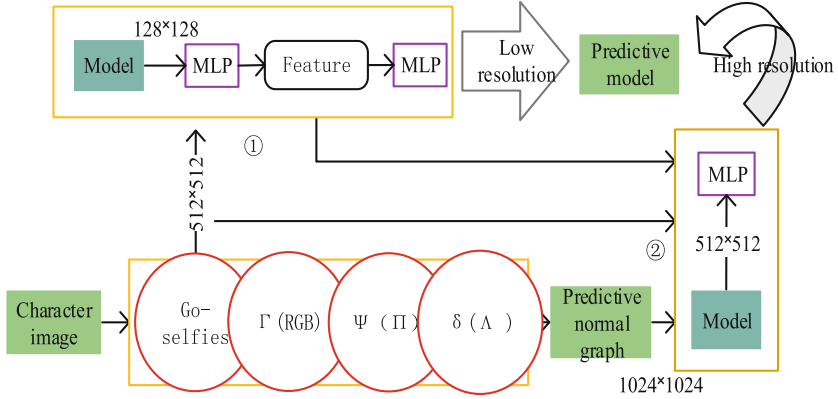 128×128
Model
MLP
Feature
MLP
Low
resolution
Predictive
model
High resolution
①
512×512
MLP
②
512×512
Model
Character
image
Go-
selfies
Γ(RGB)
Ψ (Π)
δ(Λ )
Predictive
normal
graph
1024×1024